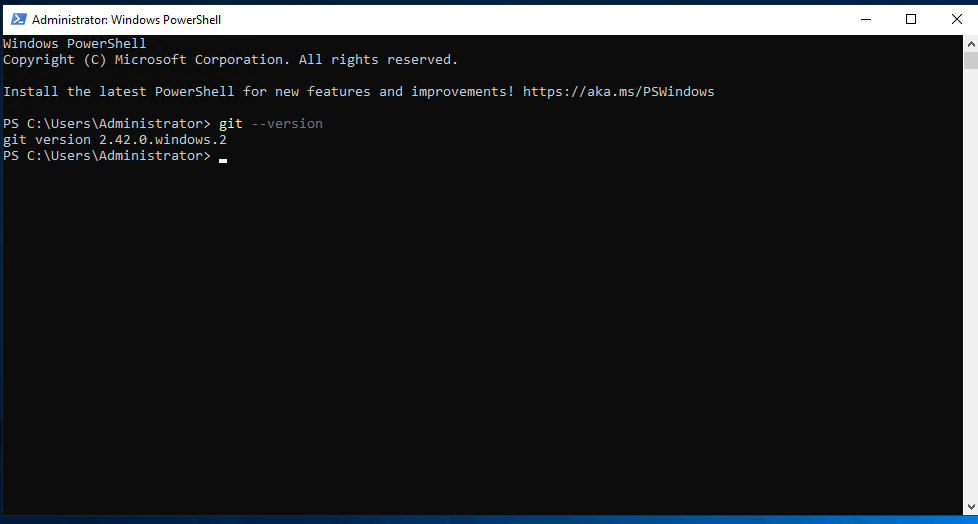 Administrator: Windows PowerShell
Windows PowerShell
Copyright (C) Microsoft Corporation. All rights reserved.
Install the latest PowerShell for new features and improvements! https://aka.ms/PSWindows
PS C:\Users\Administrator> git --version
git version 2.42.0.windows.2
PS C:\Users\Administrator>